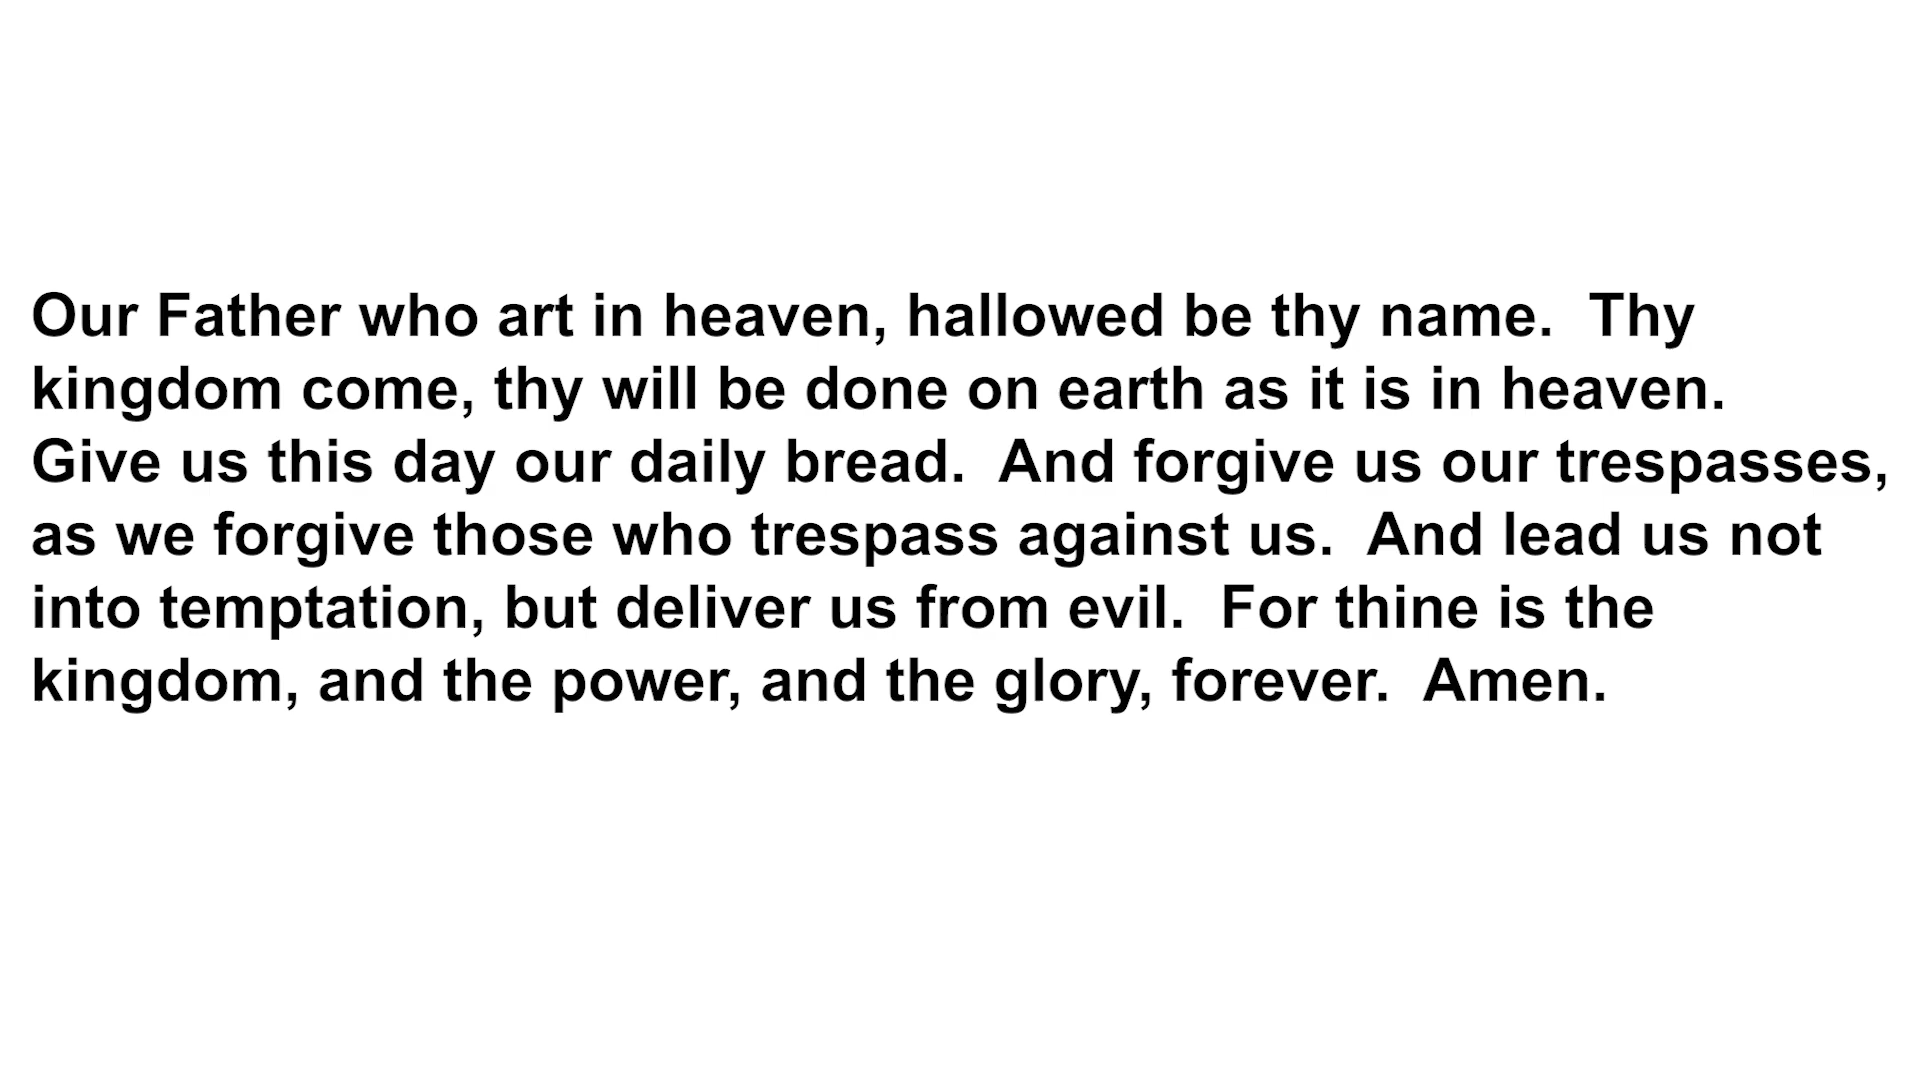 Our Father who art in heaven, hallowed be thy name.  Thy
kingdom come, thy will be done on earth as it is in heaven.
Give us this day our daily bread.  And forgive us our trespasses,
as we forgive those who trespass against us.  And lead us not
into temptation, but deliver us from evil.  For thine is the
kingdom, and the power, and the glory, forever.  Amen.